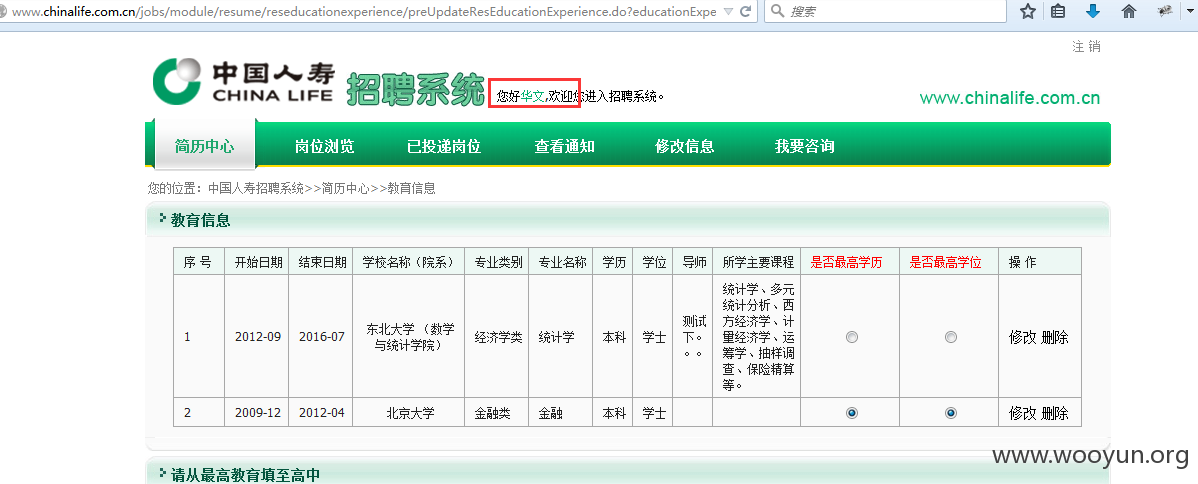 www.chinalife.com.cn/jobs/module/resume/reseducationexperience/preUpdateResEducationExperience.do?educationExpe
搜索
注 销
中国人寿
CHINA LIFE
招聘系统
您好华文,欢迎您进入招聘系统。
www.chinalife.com.cn
简历中心 岗位浏览 已投递岗位 查看通知 修改信息 我要咨询
您的位置：中国人寿招聘系统>>简历中心>>教育信息
教育信息
序 号 开始日期 结束日期 学校名称（院系） 专业类别 专业名称 学历 学位 导师 所学主要课程 是否最高学历 是否最高学位 操 作
1 2012-09 2016-07
东北大学 （数学
与统计学院）
经济学类 统计学 本科 学士
测试
下。
。。
统计学、多元
统计分析、西
方经济学、计
量经济学、运
筹学、抽样调
查、保险精算
等。
修改 删除
2 2009-12 2012-04 北京大学 金融类 金融 本科 学士 修改 删除
请从最高教育填至高中
www.wooyun.org